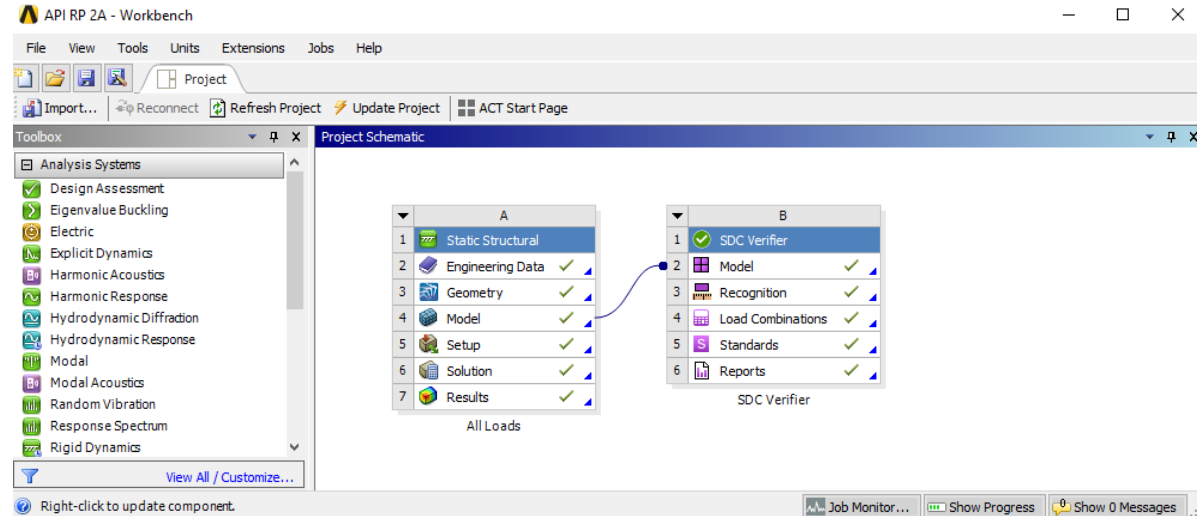 API RP 2A - Workbench
File View Tools Units Extensions Jobs Help
Project
Import... Reconnect Refresh Project Update Project ACT Start Page
Toolbox
Analysis Systems
Design Assessment
Eigenvalue Buckling
Electric
Explicit Dynamics
Harmonic Acoustics
Harmonic Response
Hydrodynamic Diffraction
Hydrodynamic Response
Modal
Modal Acoustics
Random Vibration
Response Spectrum
Rigid Dynamics
View All / Customize...
Project Schematic
A
1 Static Structural
2 Engineering Data
3 Geometry
4 Model
5 Setup
6 Solution
7 Results
All Loads
B
1 SDC Verifier
2 Model
3 Recognition
4 Load Combinations
5 S Standards
6 Reports
SDC Verifier
Right-click to update component.
Job Monitor... Show Progress 0 Show 0 Messages